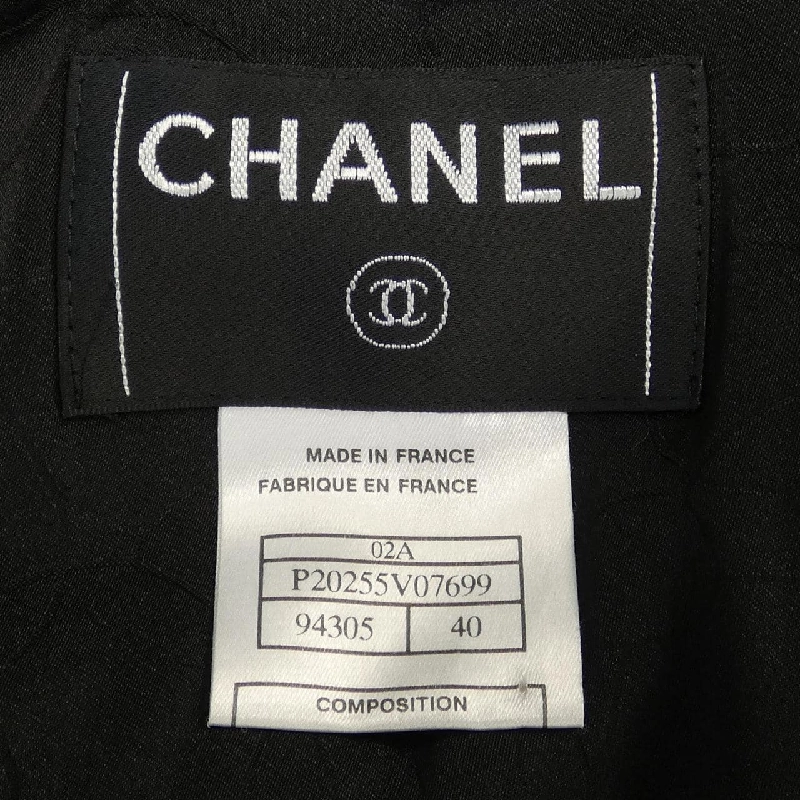 CHANEL
MADE IN FRANCE
FABRIQUE EN FRANCE
02A
P20255V07699
94305 40
COMPOSITION